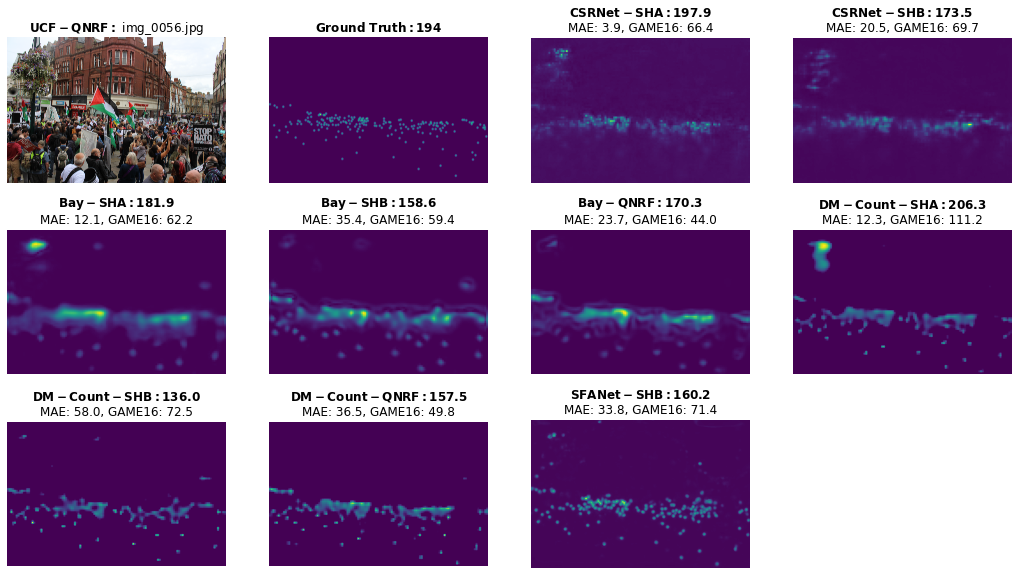 UCF − QNRF : img_0056.jpg
Ground Truth : 194
CSRNet − SHA : 197.9
MAE: 3.9, GAME16: 66.4
CSRNet − SHB : 173.5
MAE: 20.5, GAME16: 69.7
STOP
Bay − SHA : 181.9
MAE: 12.1, GAME16: 62.2
Bay − SHB : 158.6
MAE: 35.4, GAME16: 59.4
Bay − QNRF : 170.3
MAE: 23.7, GAME16: 44.0
DM − Count − SHA : 206.3
MAE: 12.3, GAME16: 111.2
DM − Count − SHB : 136.0
MAE: 58.0, GAME16: 72.5
DM − Count − QNRF : 157.5
MAE: 36.5, GAME16: 49.8
SFANet − SHB : 160.2
MAE: 33.8, GAME16: 71.4